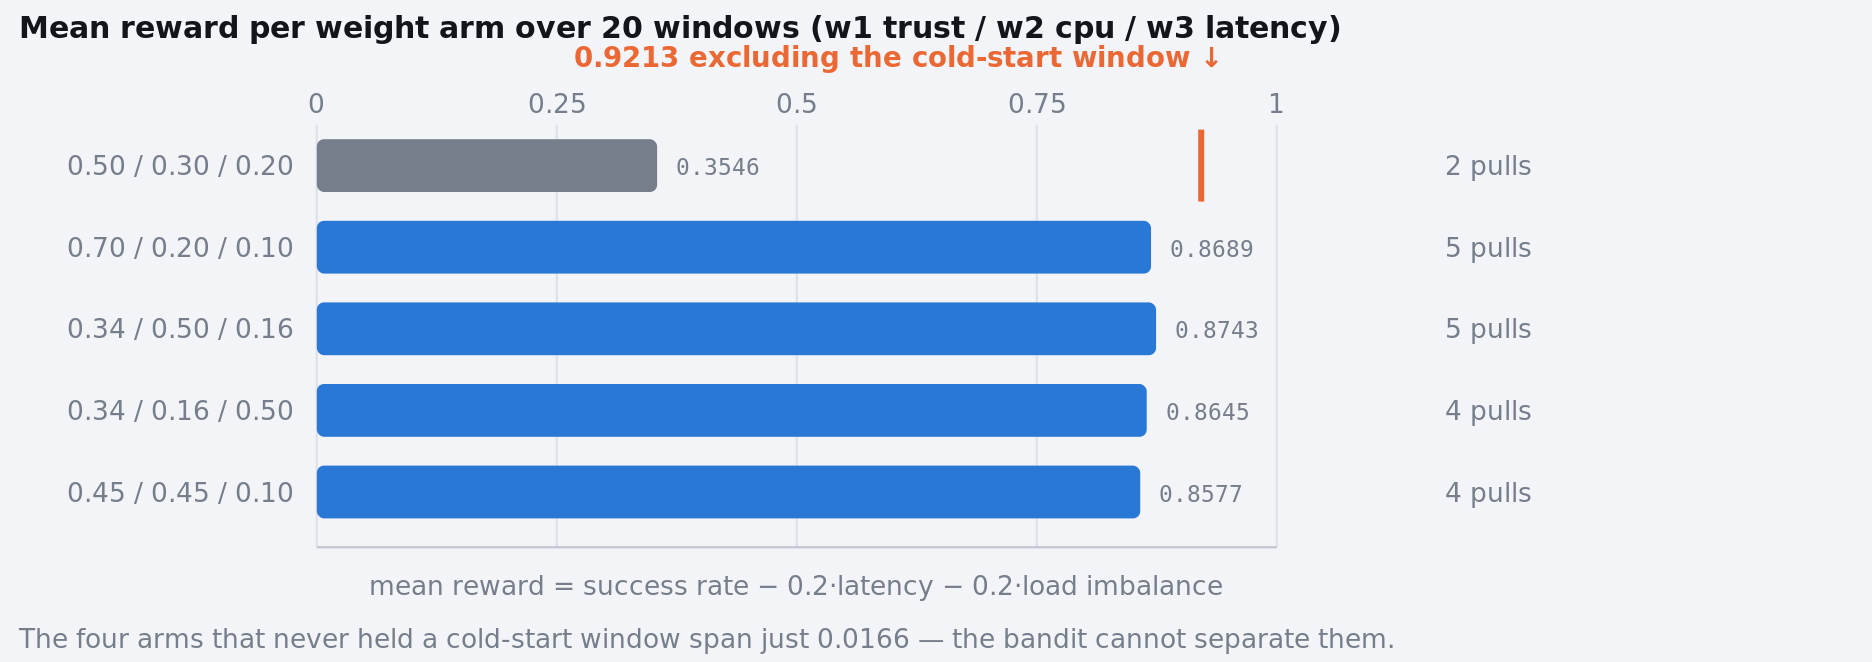 Mean reward per weight arm over 20 windows (w1 trust / w2 cpu / w3 latency)
0.9213 excluding the cold-start window ↓
0 0.25 0.5 0.75 1
0.50 / 0.30 / 0.20 0.3546 2 pulls
0.70 / 0.20 / 0.10 0.8689 5 pulls
0.34 / 0.50 / 0.16 0.8743 5 pulls
0.34 / 0.16 / 0.50 0.8645 4 pulls
0.45 / 0.45 / 0.10 0.8577 4 pulls
mean reward = success rate − 0.2·latency − 0.2·load imbalance
The four arms that never held a cold-start window span just 0.0166 — the bandit cannot separate them.